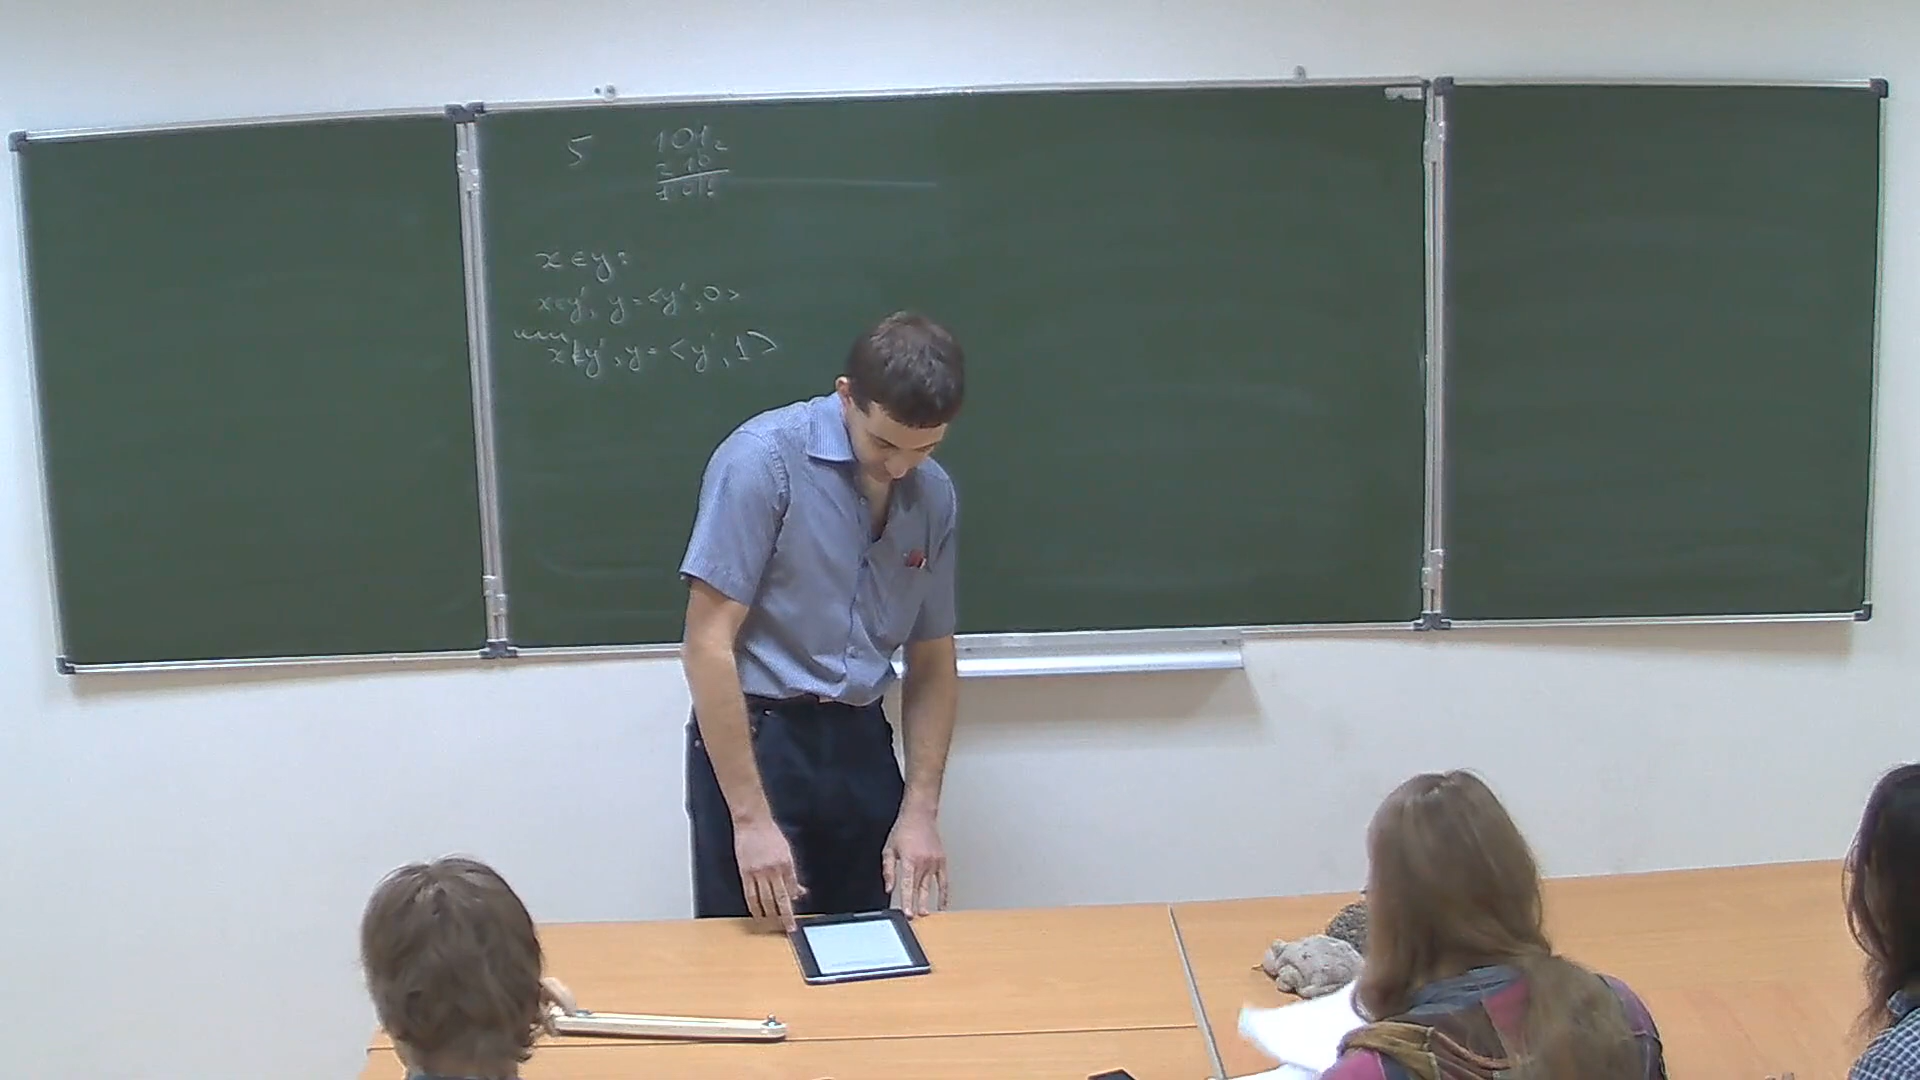 5 101₂
x ∈ y:
x∈y', y = <y', 0>
или
x∉y', y = <y', 1>